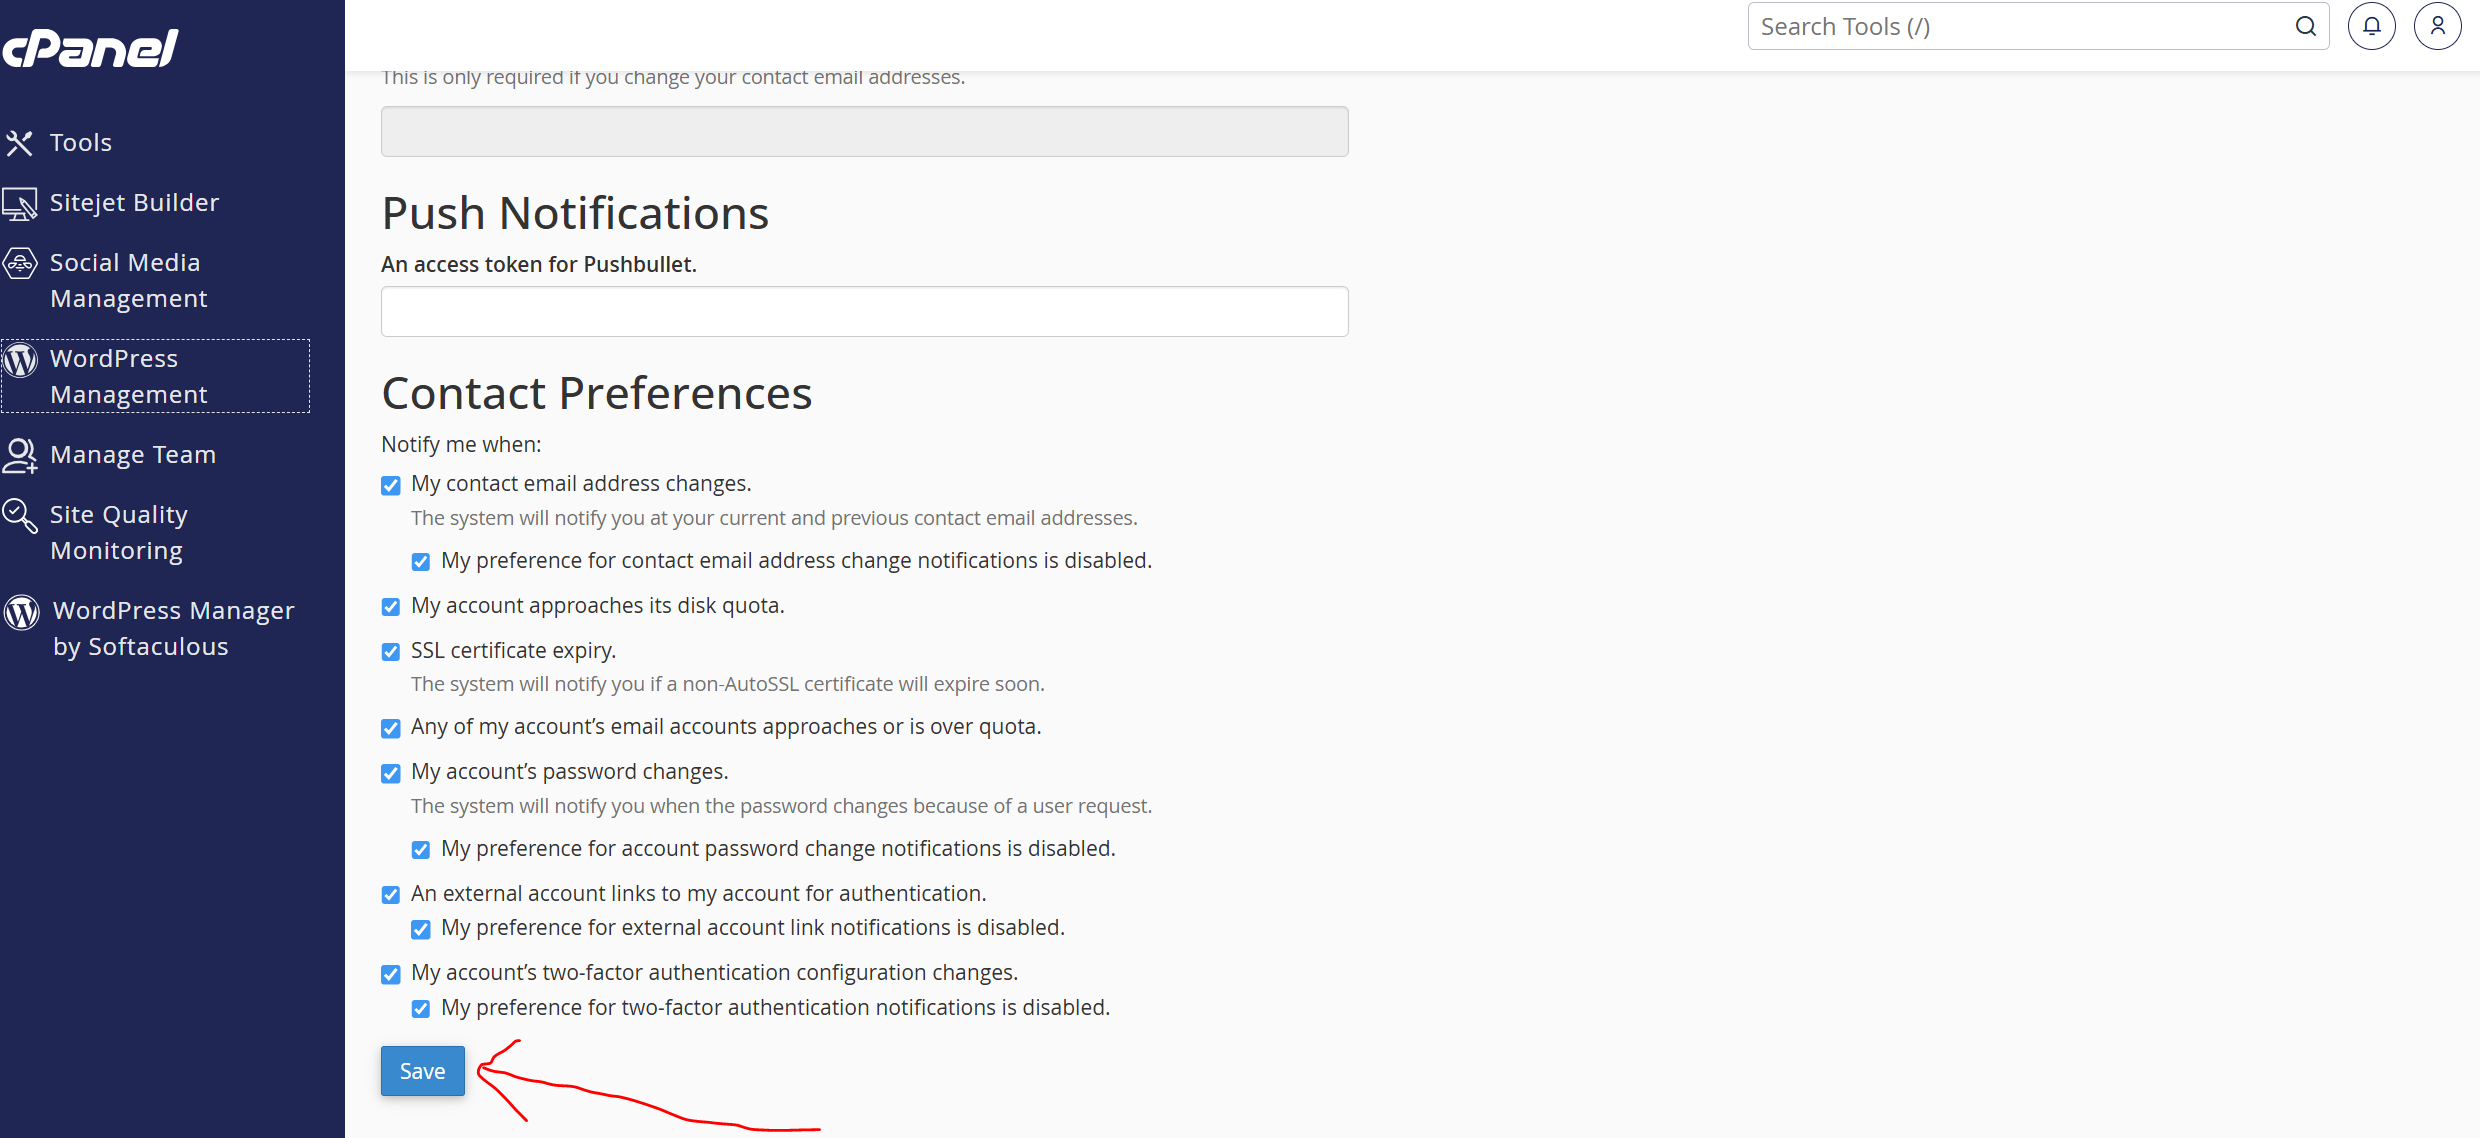 cPanel
Search Tools (/)
Tools
Sitejet Builder
Social Media
Management
WordPress
Management
Manage Team
Site Quality
Monitoring
WordPress Manager
by Softaculous
This is only required if you change your contact email addresses.
Push Notifications
An access token for Pushbullet.
Contact Preferences
Notify me when:
My contact email address changes.
The system will notify you at your current and previous contact email addresses.
My preference for contact email address change notifications is disabled.
My account approaches its disk quota.
SSL certificate expiry.
The system will notify you if a non-AutoSSL certificate will expire soon.
Any of my account’s email accounts approaches or is over quota.
My account’s password changes.
The system will notify you when the password changes because of a user request.
My preference for account password change notifications is disabled.
An external account links to my account for authentication.
My preference for external account link notifications is disabled.
My account’s two-factor authentication configuration changes.
My preference for two-factor authentication notifications is disabled.
Save